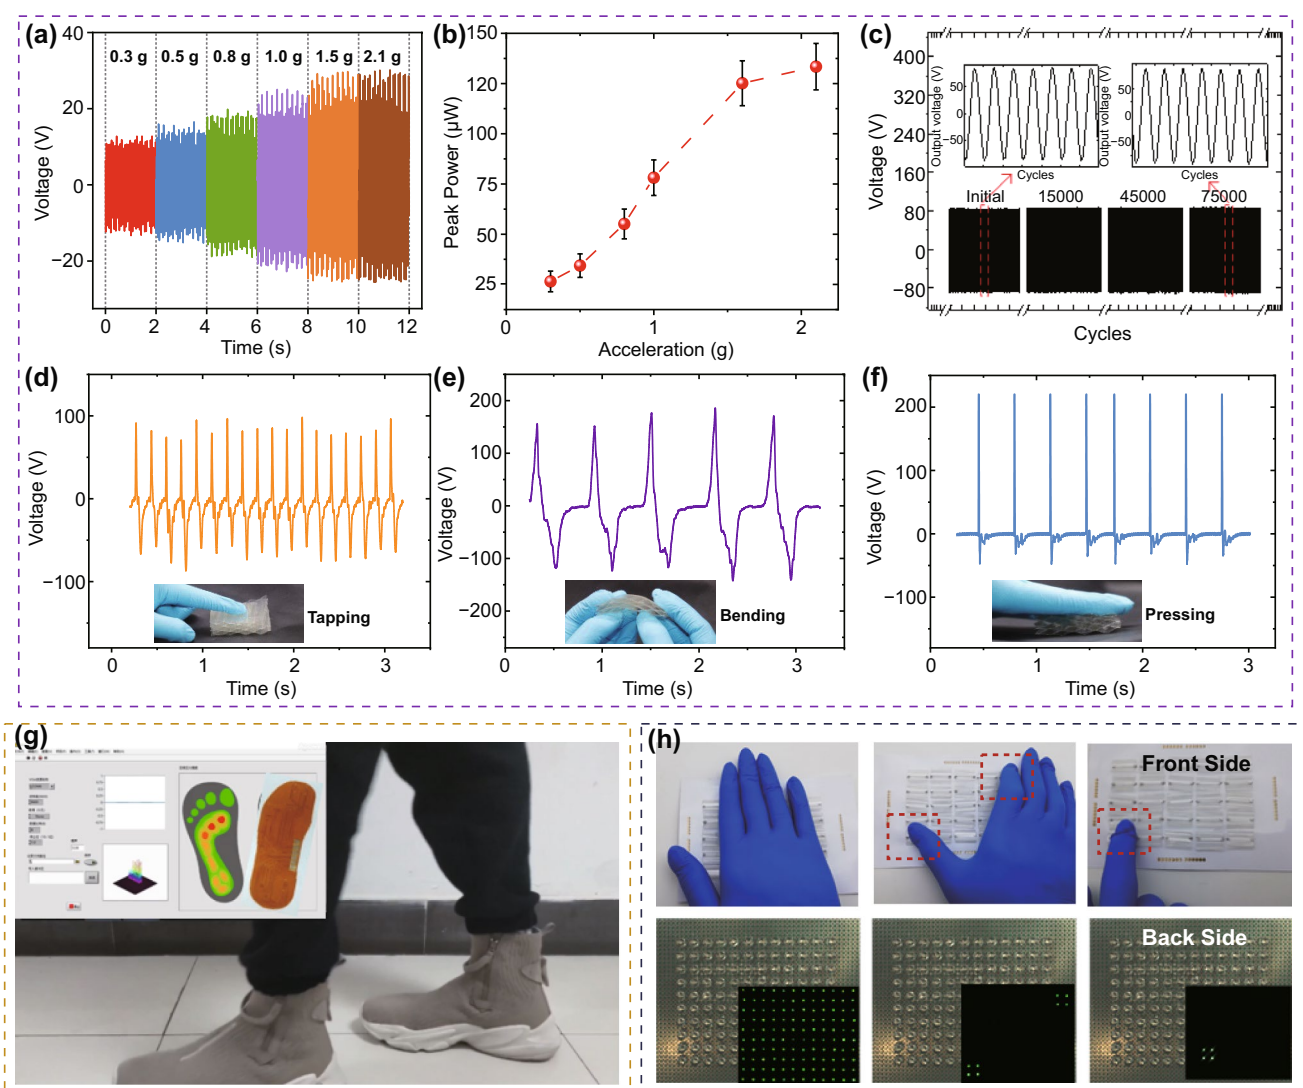 (a)
40
20
0
−20
Voltage (V)
0.3 g 0.5 g 0.8 g 1.0 g 1.5 g 2.1 g
0 2 4 6 8 10 12
Time (s)
(b)
150
120
100
75
50
25
Peak Power (μW)
0 1 2
Acceleration (g)
(c)
400
320
240
160
80
0
−80
Voltage (V)
Output voltage (V)
50
0
−50
Cycles
Output voltage (V)
50
0
−50
Cycles
Initial 15000 45000 75000
Cycles
(d)
100
0
−100
Voltage (V)
Tapping
0 1 2 3
Time (s)
(e)
200
100
0
−100
−200
Voltage (V)
Bending
0 1 2 3
Time (s)
(f)
200
100
0
−100
Voltage (V)
Pressing
0 1 2 3
Time (s)
(g)
(h)
Front Side
Back Side